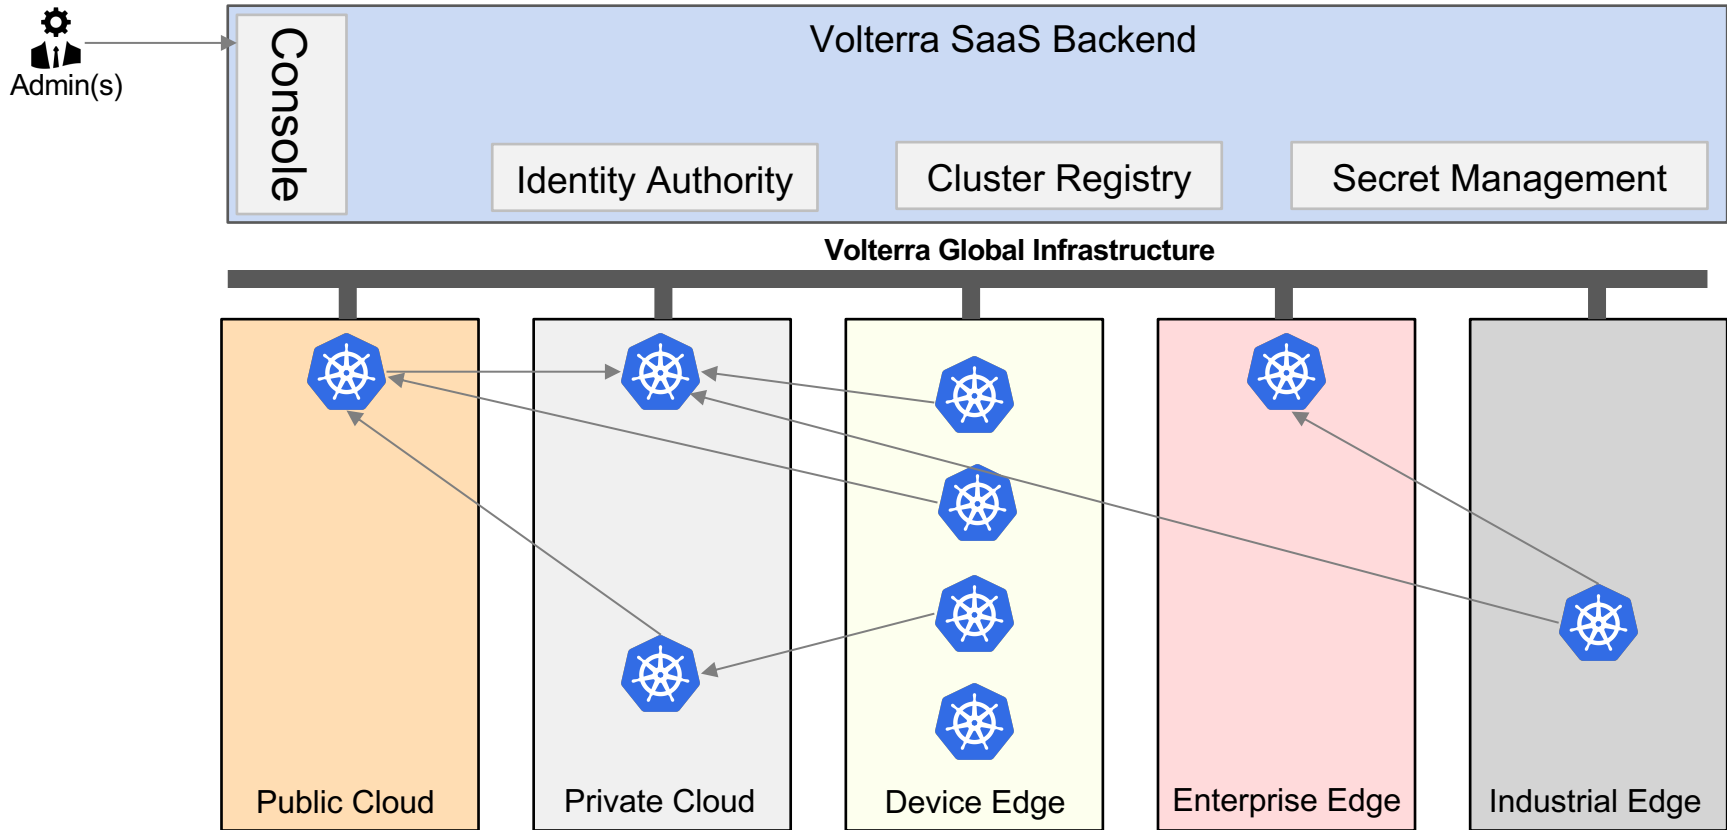 Admin(s)
Console
Volterra SaaS Backend
Identity Authority
Cluster Registry
Secret Management
Volterra Global Infrastructure
Public Cloud
Private Cloud
Device Edge
Enterprise Edge
Industrial Edge